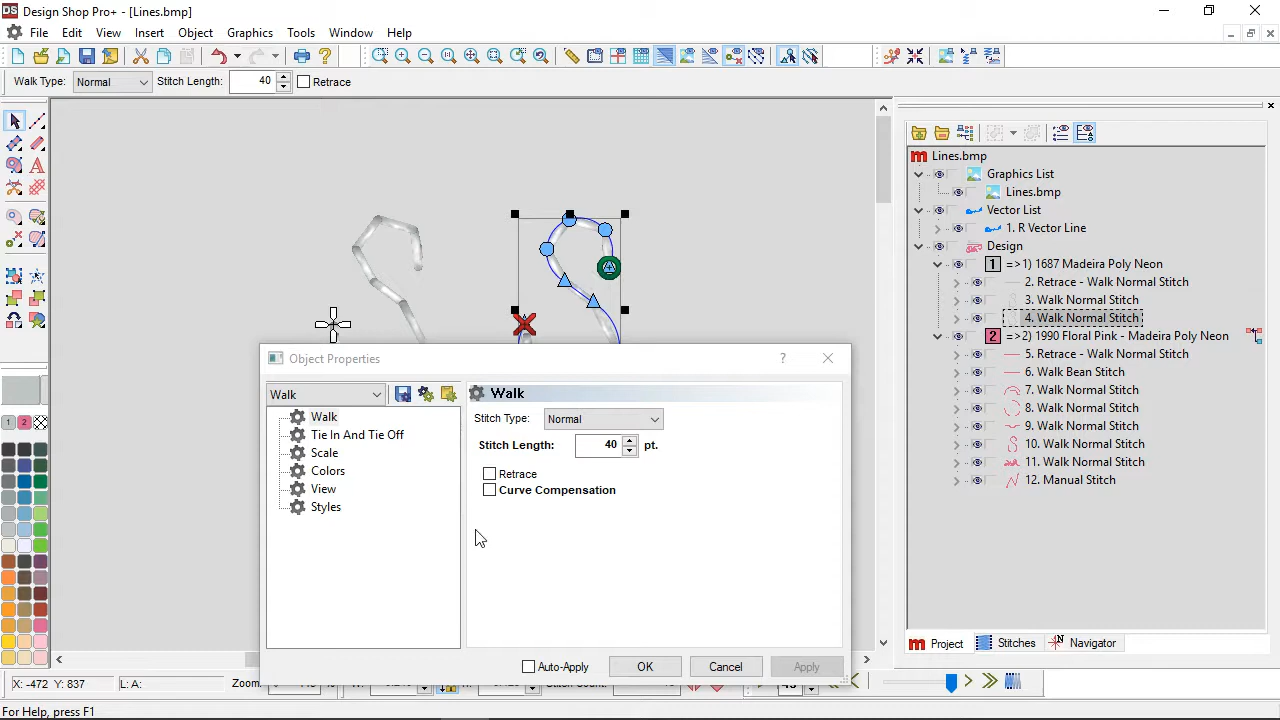 Design Shop Pro+ - [Lines.bmp]
File Edit View Insert Object Graphics Tools Window Help
Walk Type: Normal Stitch Length: 40 Retrace
Lines.bmp
Graphics List
Lines.bmp
Vector List
1. R Vector Line
Design
1 =>1) 1687 Madeira Poly Neon
2. Retrace - Walk Normal Stitch
3. Walk Normal Stitch
4. Walk Normal Stitch
2 =>2) 1990 Floral Pink - Madeira Poly Neon
5. Retrace - Walk Normal Stitch
6. Walk Bean Stitch
7. Walk Normal Stitch
8. Walk Normal Stitch
9. Walk Normal Stitch
10. Walk Normal Stitch
11. Walk Normal Stitch
12. Manual Stitch
Project Stitches Navigator
Object Properties
Walk
Walk
Tie In And Tie Off
Scale
Colors
View
Styles
Walk
Stitch Type: Normal
Stitch Length: 40 pt.
Retrace
Curve Compensation
Auto-Apply OK Cancel Apply
1 2
X: -472 Y: 837 L: A: Zoom:
For Help, press F1